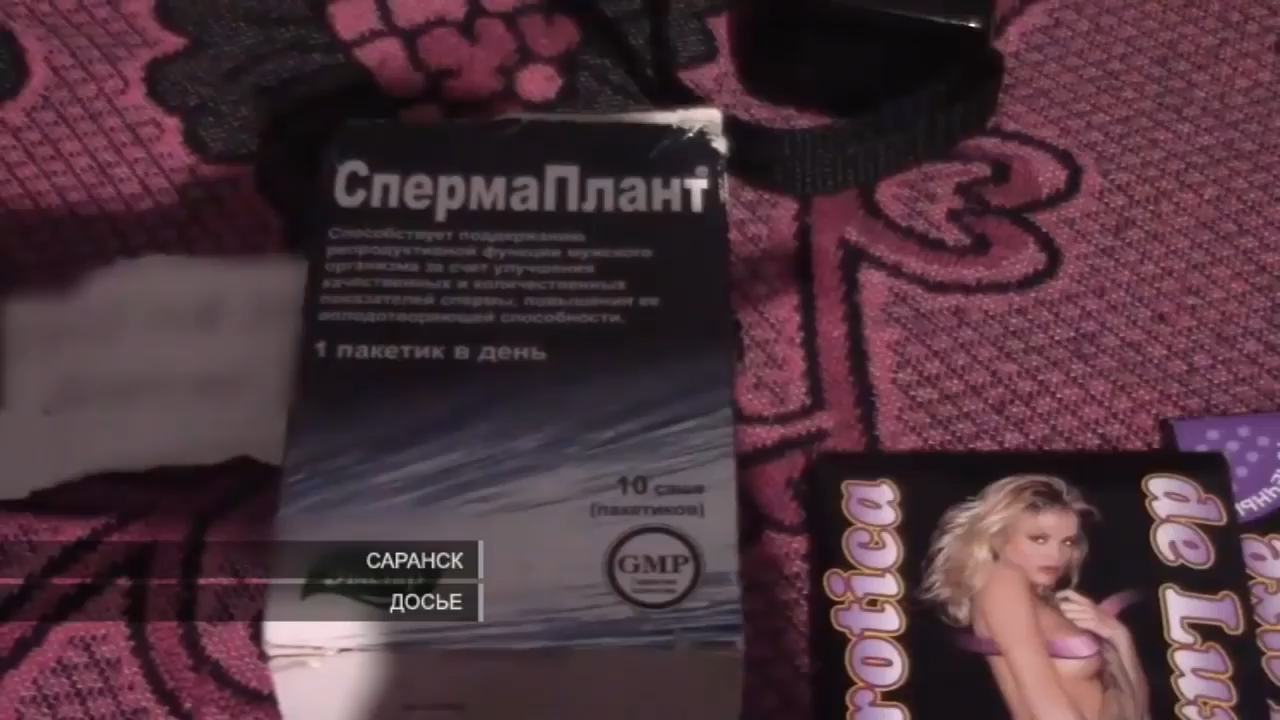 СпермаПлант
Способствует поддержанию
репродуктивной функции мужского
организма за счет улучшения
качественных и количественных
показателей спермы, повышения ее
оплодотворяющей способности.
1 пакетик в день
10 саше
(пакетиков)
GMP
САРАНСК
ДОСЬЕ
rotica
de Lu